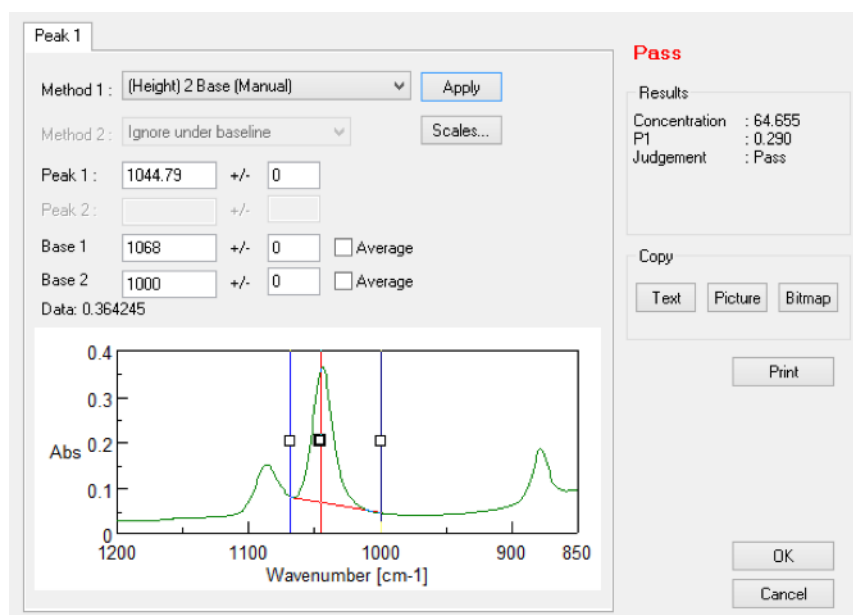 Peak 1
Method 1 : (Height) 2 Base (Manual) Apply
Method 2 : Ignore under baseline Scales...
Peak 1 : 1044.79 +/- 0
Peak 2 : +/-
Base 1 1068 +/- 0 Average
Base 2 1000 +/- 0 Average
Data: 0.364245
0.4
0.3
Abs 0.2
0.1
0
1200 1100 1000 900 850
Wavenumber [cm-1]
Pass
Results
Concentration : 64.655
P1 : 0.290
Judgement : Pass
Copy
Text Picture Bitmap
Print
OK
Cancel